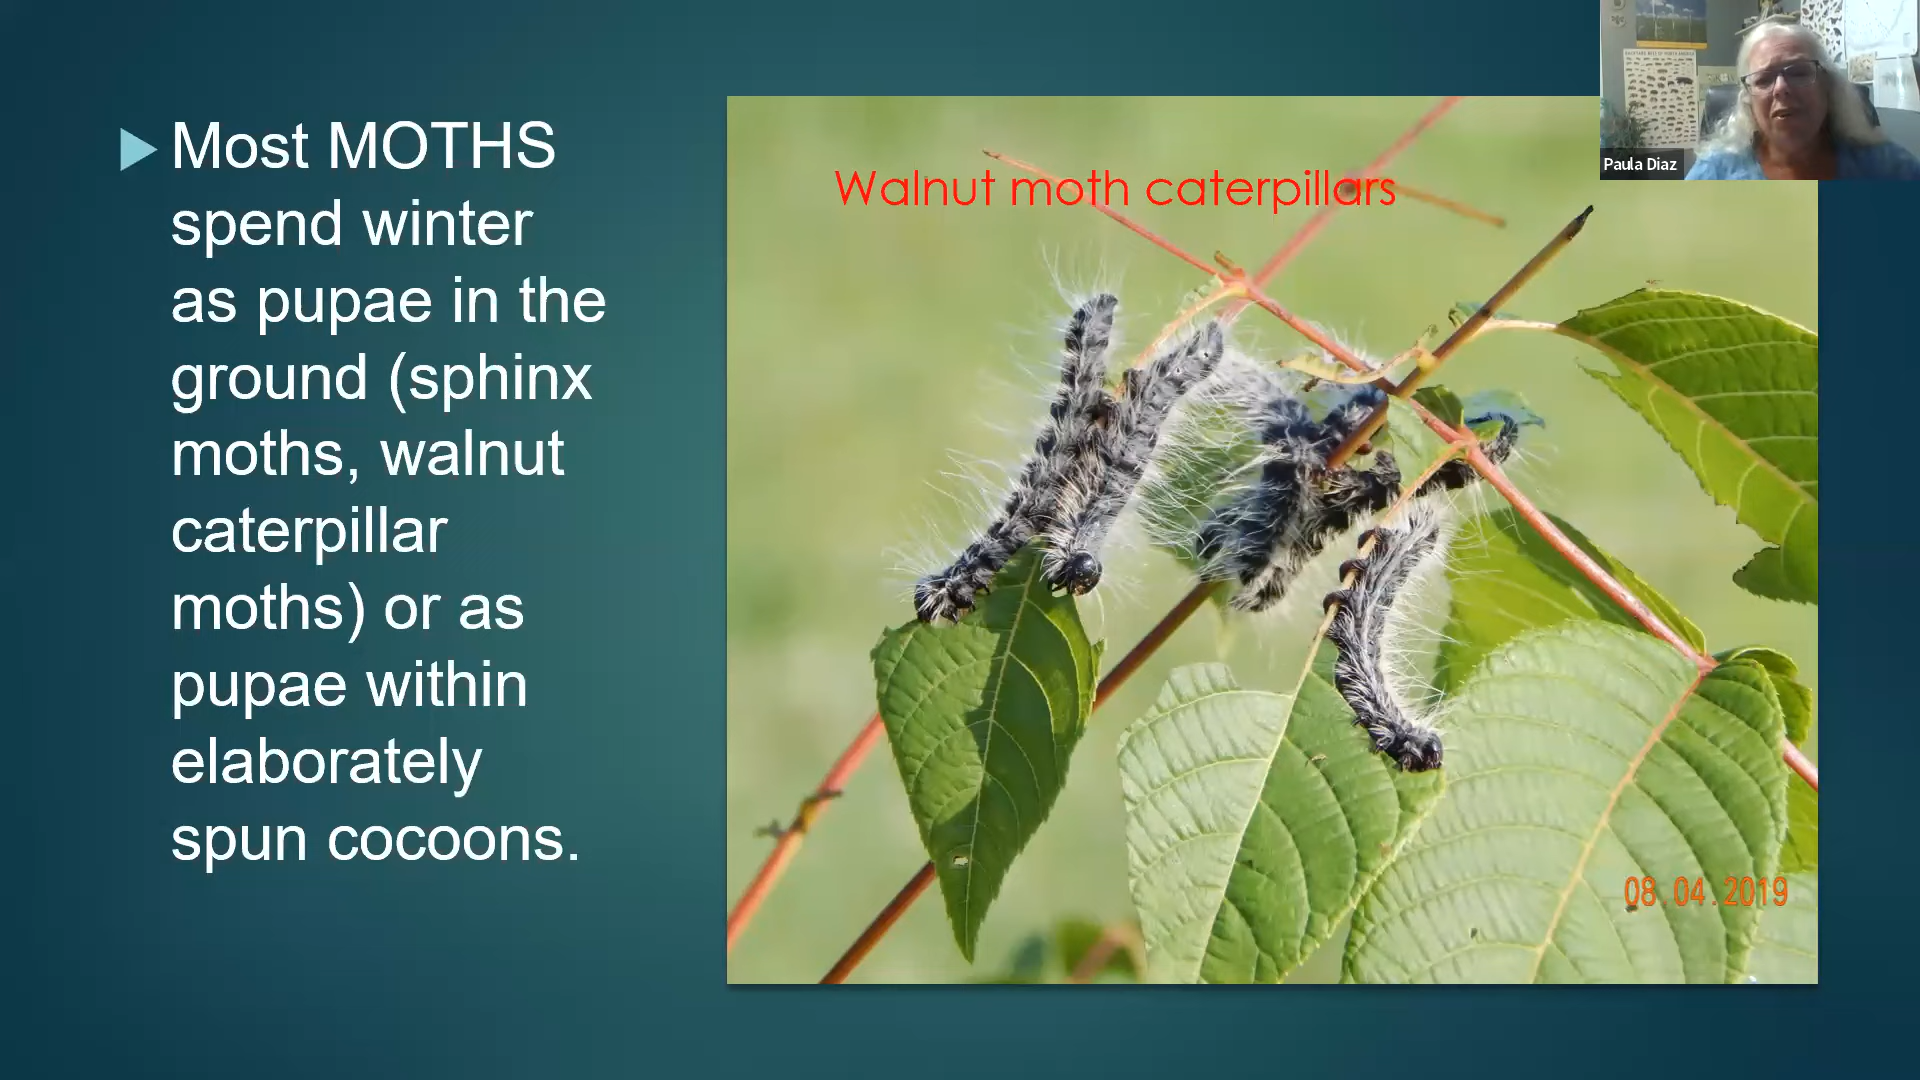 Most MOTHS
spend winter
as pupae in the
ground (sphinx
moths, walnut
caterpillar
moths) or as
pupae within
elaborately
spun cocoons.
Walnut moth caterpillars
08.04.2019
Paula Diaz